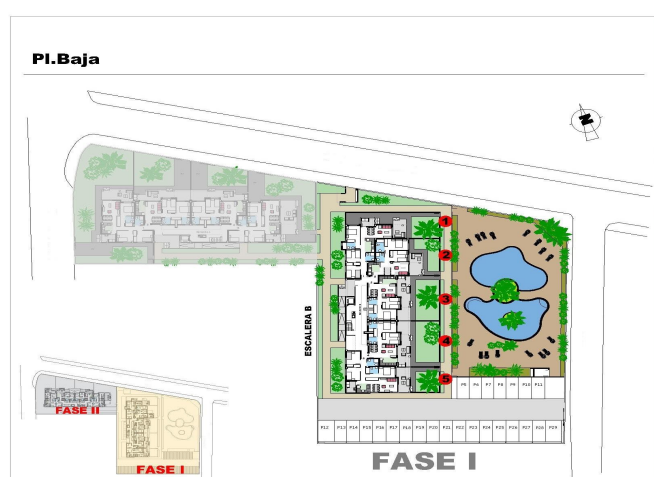 Pl.Baja
N
1
2
3
4
5
ESCALERA B
P5 P6 P7 P8 P9 P10 P11
P12 P13 P14 P15 P16 P17 P18 P19 P20 P21 P22 P23 P24 P25 P26 P27 P28 P29
FASE II
FASE I
FASE I